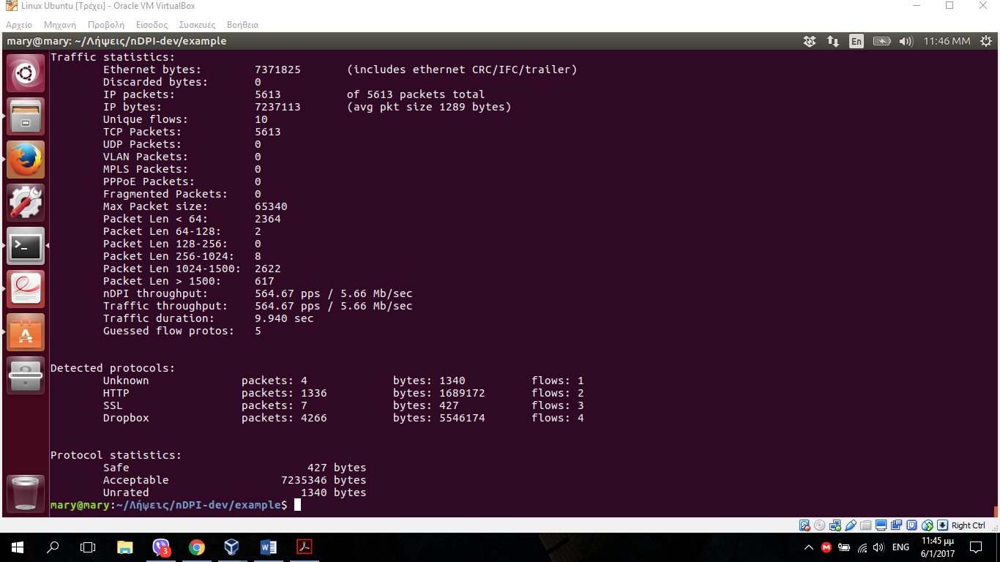 Linux Ubuntu [Τρέχει] - Oracle VM VirtualBox
Αρχείο Μηχανή Προβολή Είσοδος Συσκευές Βοήθεια
mary@mary: ~/Λήψεις/nDPI-dev/example En 11:46 ΜΜ
Traffic statistics:
Ethernet bytes: 7371825 (includes ethernet CRC/IFC/trailer)
Discarded bytes: 0
IP packets: 5613 of 5613 packets total
IP bytes: 7237113 (avg pkt size 1289 bytes)
Unique flows: 10
TCP Packets: 5613
UDP Packets: 0
VLAN Packets: 0
MPLS Packets: 0
PPPoE Packets: 0
Fragmented Packets: 0
Max Packet size: 65340
Packet Len < 64: 2364
Packet Len 64-128: 2
Packet Len 128-256: 0
Packet Len 256-1024: 8
Packet Len 1024-1500: 2622
Packet Len > 1500: 617
nDPI throughput: 564.67 pps / 5.66 Mb/sec
Traffic throughput: 564.67 pps / 5.66 Mb/sec
Traffic duration: 9.940 sec
Guessed flow protos: 5
Detected protocols:
Unknown packets: 4 bytes: 1340 flows: 1
HTTP packets: 1336 bytes: 1689172 flows: 2
SSL packets: 7 bytes: 427 flows: 3
Dropbox packets: 4266 bytes: 5546174 flows: 4
Protocol statistics:
Safe 427 bytes
Acceptable 7235346 bytes
Unrated 1340 bytes
mary@mary:~/Λήψεις/nDPI-dev/example$
Right Ctrl
3 ENG 11:45 μμ
6/1/2017